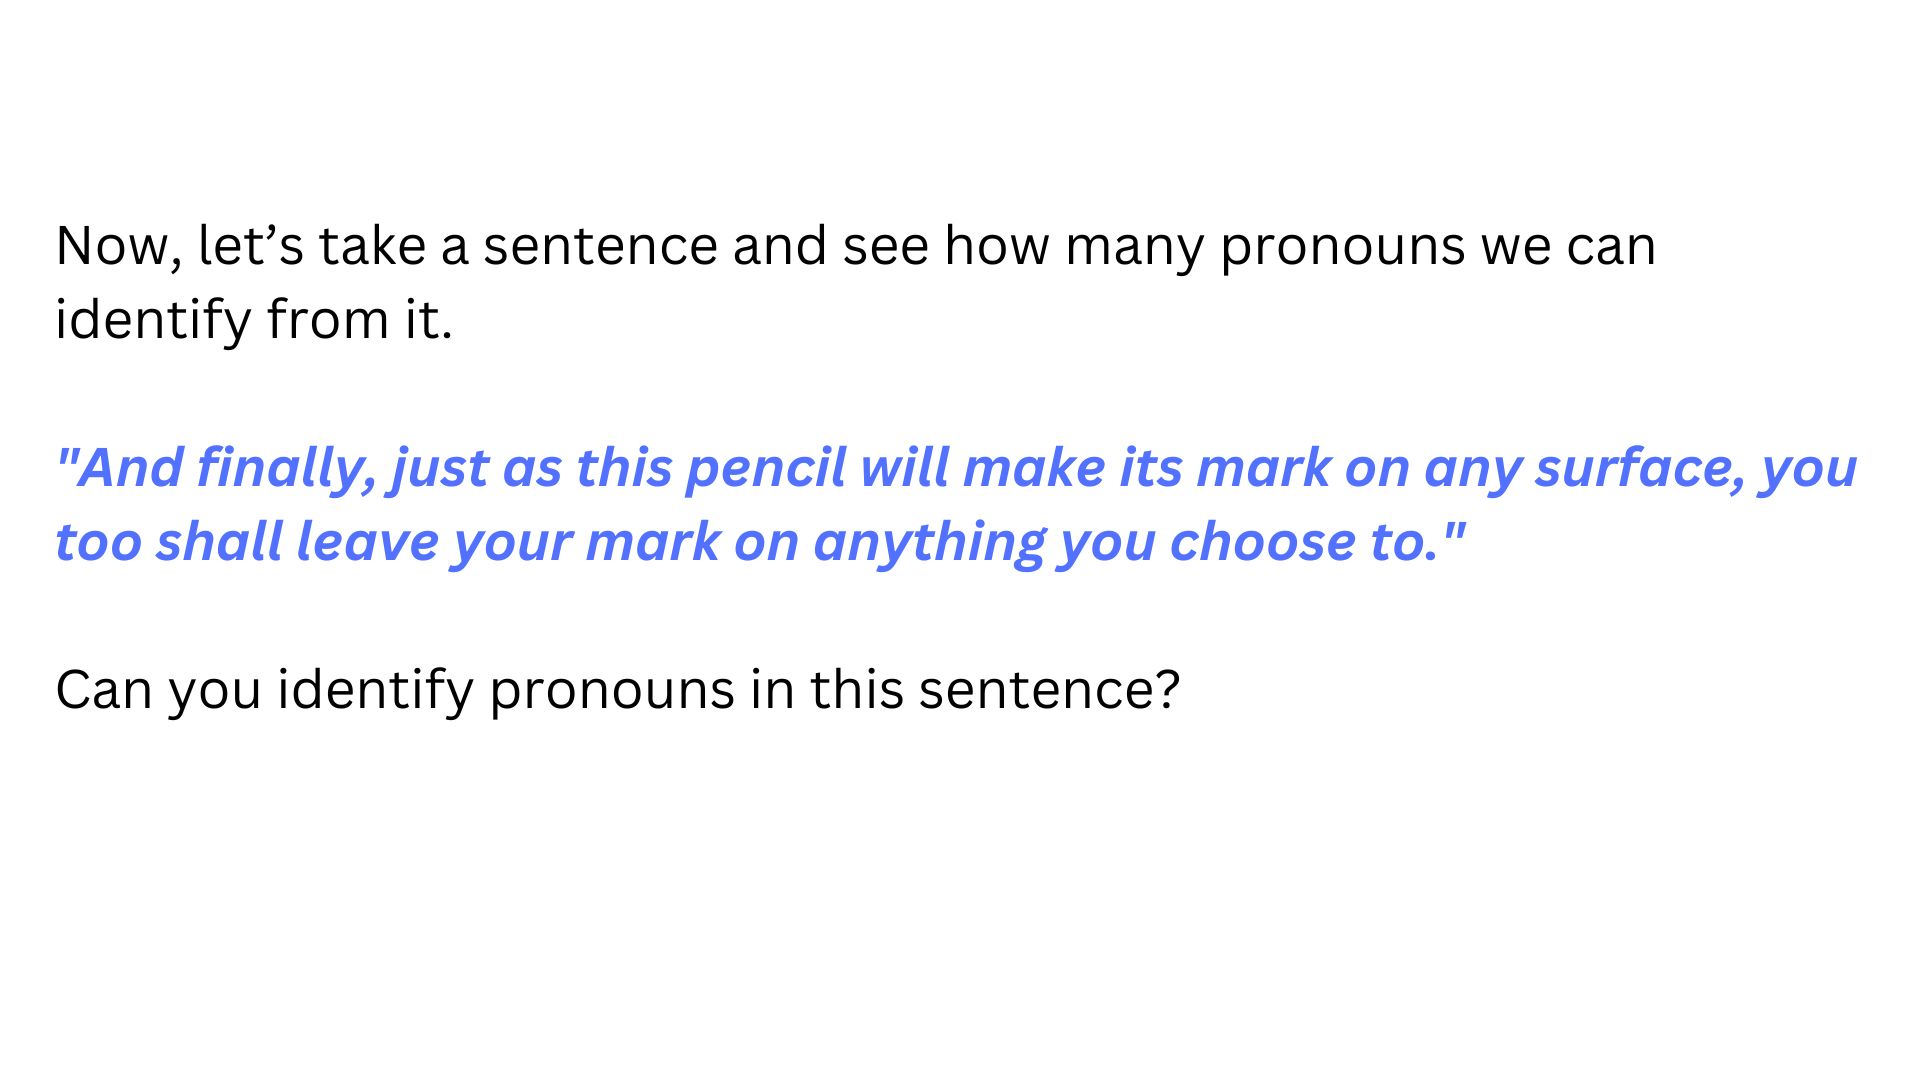 Now, let’s take a sentence and see how many pronouns we can
identify from it.
"And finally, just as this pencil will make its mark on any surface, you
too shall leave your mark on anything you choose to."
Can you identify pronouns in this sentence?